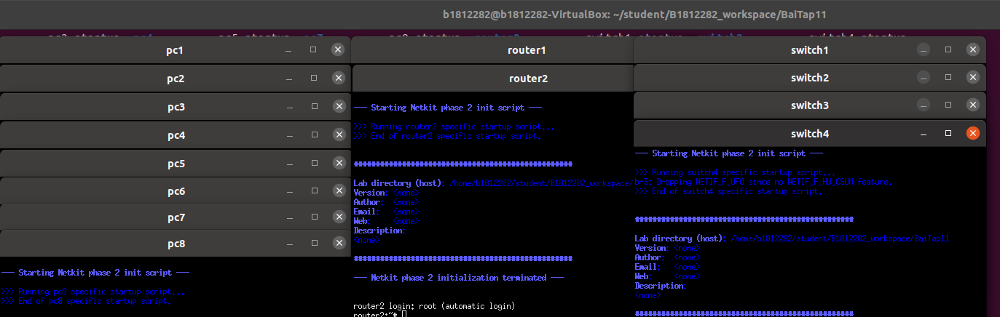 b1812282@b1812282-VirtualBox: ~/student/B1812282_workspace/BaiTap11
pc1
pc2
pc3
pc4
pc5
pc6
pc7
pc8
--- Starting Netkit phase 2 init script ---
>>> Running pc8 specific startup script...
>>> End of pc8 specific startup script.
router1
router2
--- Starting Netkit phase 2 init script ---
>>> Running router2 specific startup script...
>>> End of router2 specific startup script.
##################################################
Lab directory (host): /home/b1812282/student/B1812282_workspace/
Version: <none>
Author: <none>
Email: <none>
Web: <none>
Description:
<none>
##################################################
--- Netkit phase 2 initialization terminated ---
router2 login: root (automatic login)
router2:~#
switch1
switch2
switch3
switch4
--- Starting Netkit phase 2 init script ---
>>> Running switch4 specific startup script...
br3: Dropping NETIF_F_UFO since no NETIF_F_HW_CSUM feature.
>>> End of switch4 specific startup script.
##################################################
Lab directory (host): /home/b1812282/student/B1812282_workspace/BaiTap11
Version: <none>
Author: <none>
Email: <none>
Web: <none>
Description:
<none>
##################################################